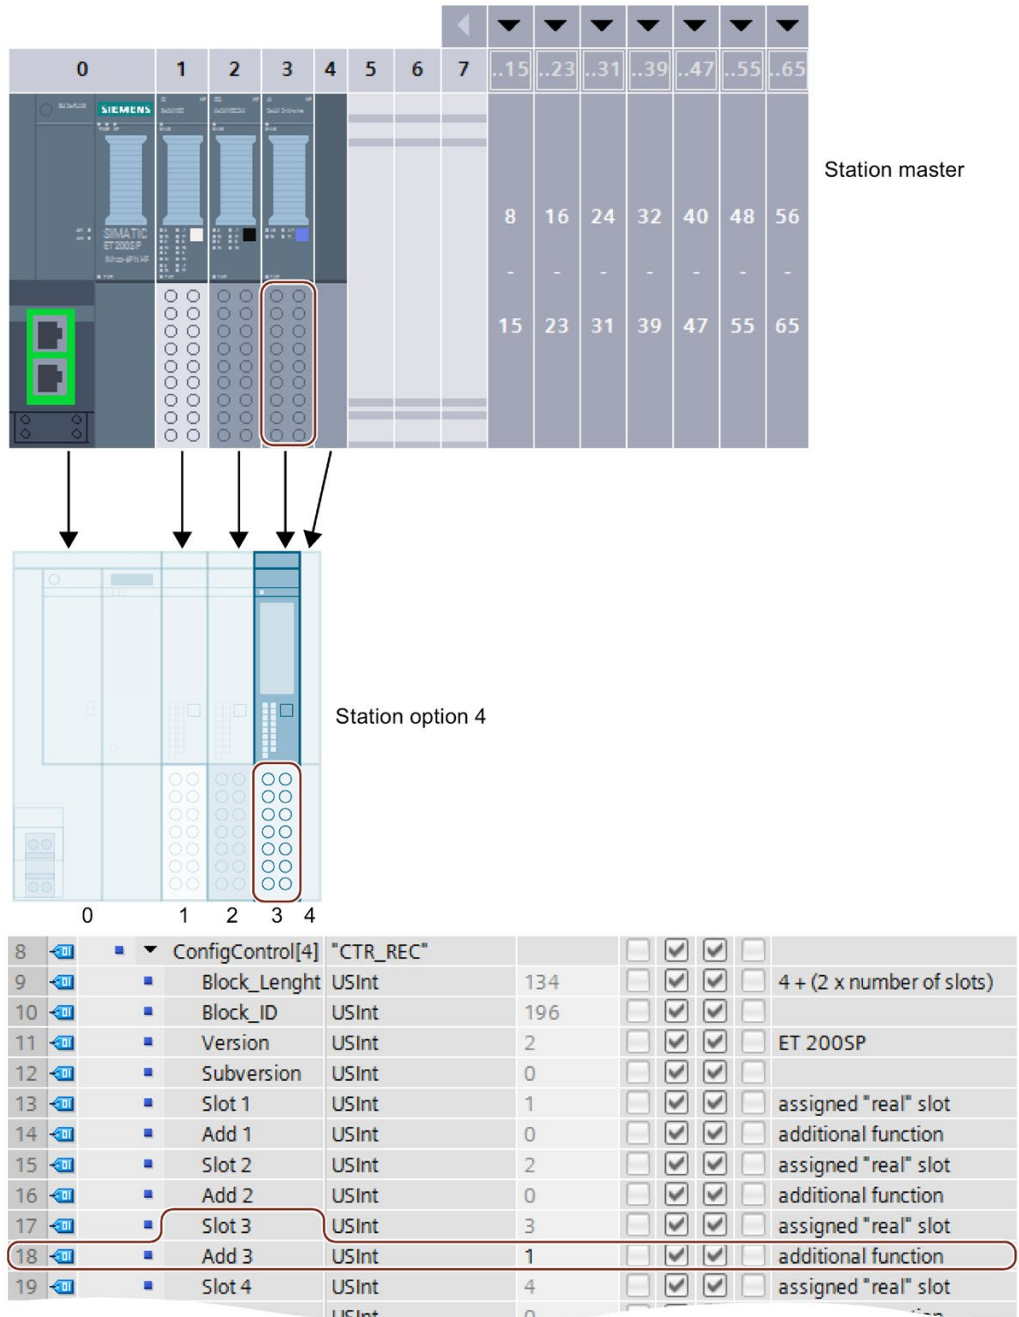 0 1 2 3 4 5 6 7 ..15 ..23 ..31 ..39 ..47 ..55 ..65
SIEMENS
Station master
8 16 24 32 40 48 56
SIMATIC
ET 200SP
- - - - - - -
15 23 31 39 47 55 65
Station option 4
0 1 2 3 4
8 ConfigControl[4] "CTR_REC"
9 Block_Lenght USInt 134 4 + (2 x number of slots)
10 Block_ID USInt 196
11 Version USInt 2 ET 200SP
12 Subversion USInt 0
13 Slot 1 USInt 1 assigned "real" slot
14 Add 1 USInt 0 additional function
15 Slot 2 USInt 2 assigned "real" slot
16 Add 2 USInt 0 additional function
17 Slot 3 USInt 3 assigned "real" slot
18 Add 3 USInt 1 additional function
19 Slot 4 USInt 4 assigned "real" slot